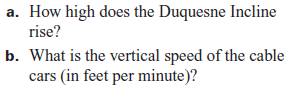 a. How high does the Duquesne Incline
rise?
b. What is the vertical speed of the cable
cars (in feet per minute)?